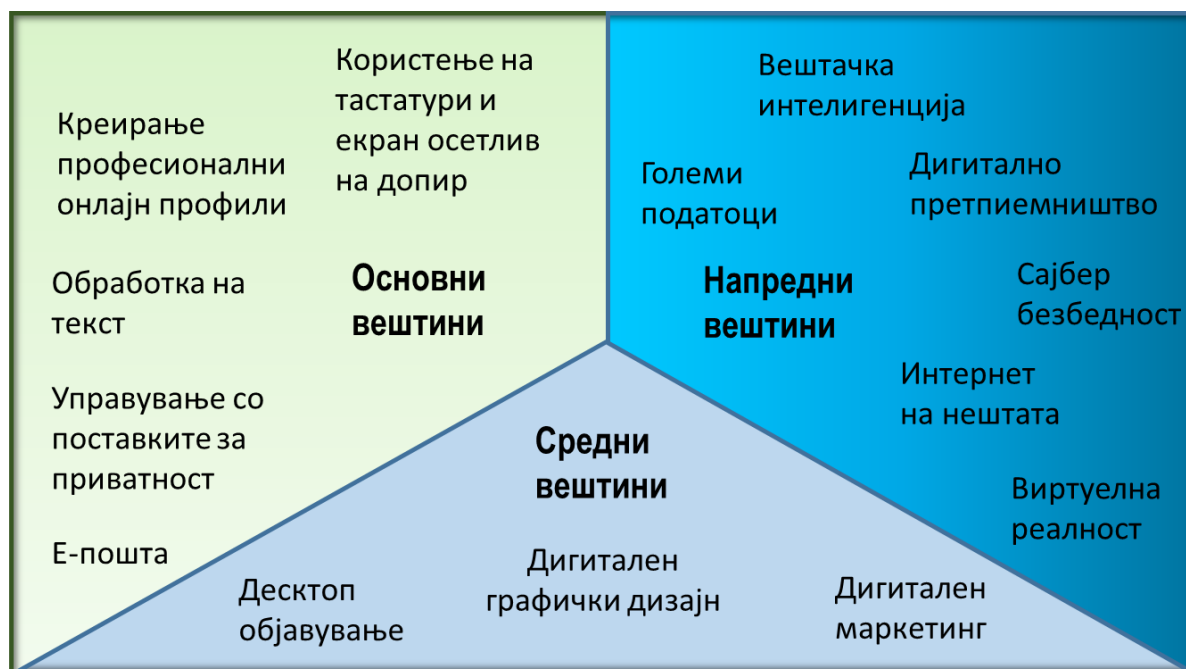 Користење на
тастатури и
екран осетлив
на допир
Креирање
професионални
онлајн профили
Основни
вештини
Обработка на
текст
Управување со
поставките за
приватност
Е-пошта
Вештачка
интелигенција
Големи
податоци
Дигитално
претпиемништво
Напредни
вештини
Сајбер
безбедност
Интернет
на нештата
Виртуелна
реалност
Средни
вештини
Десктоп
објавување
Дигитален
графички дизајн
Дигитален
маркетинг